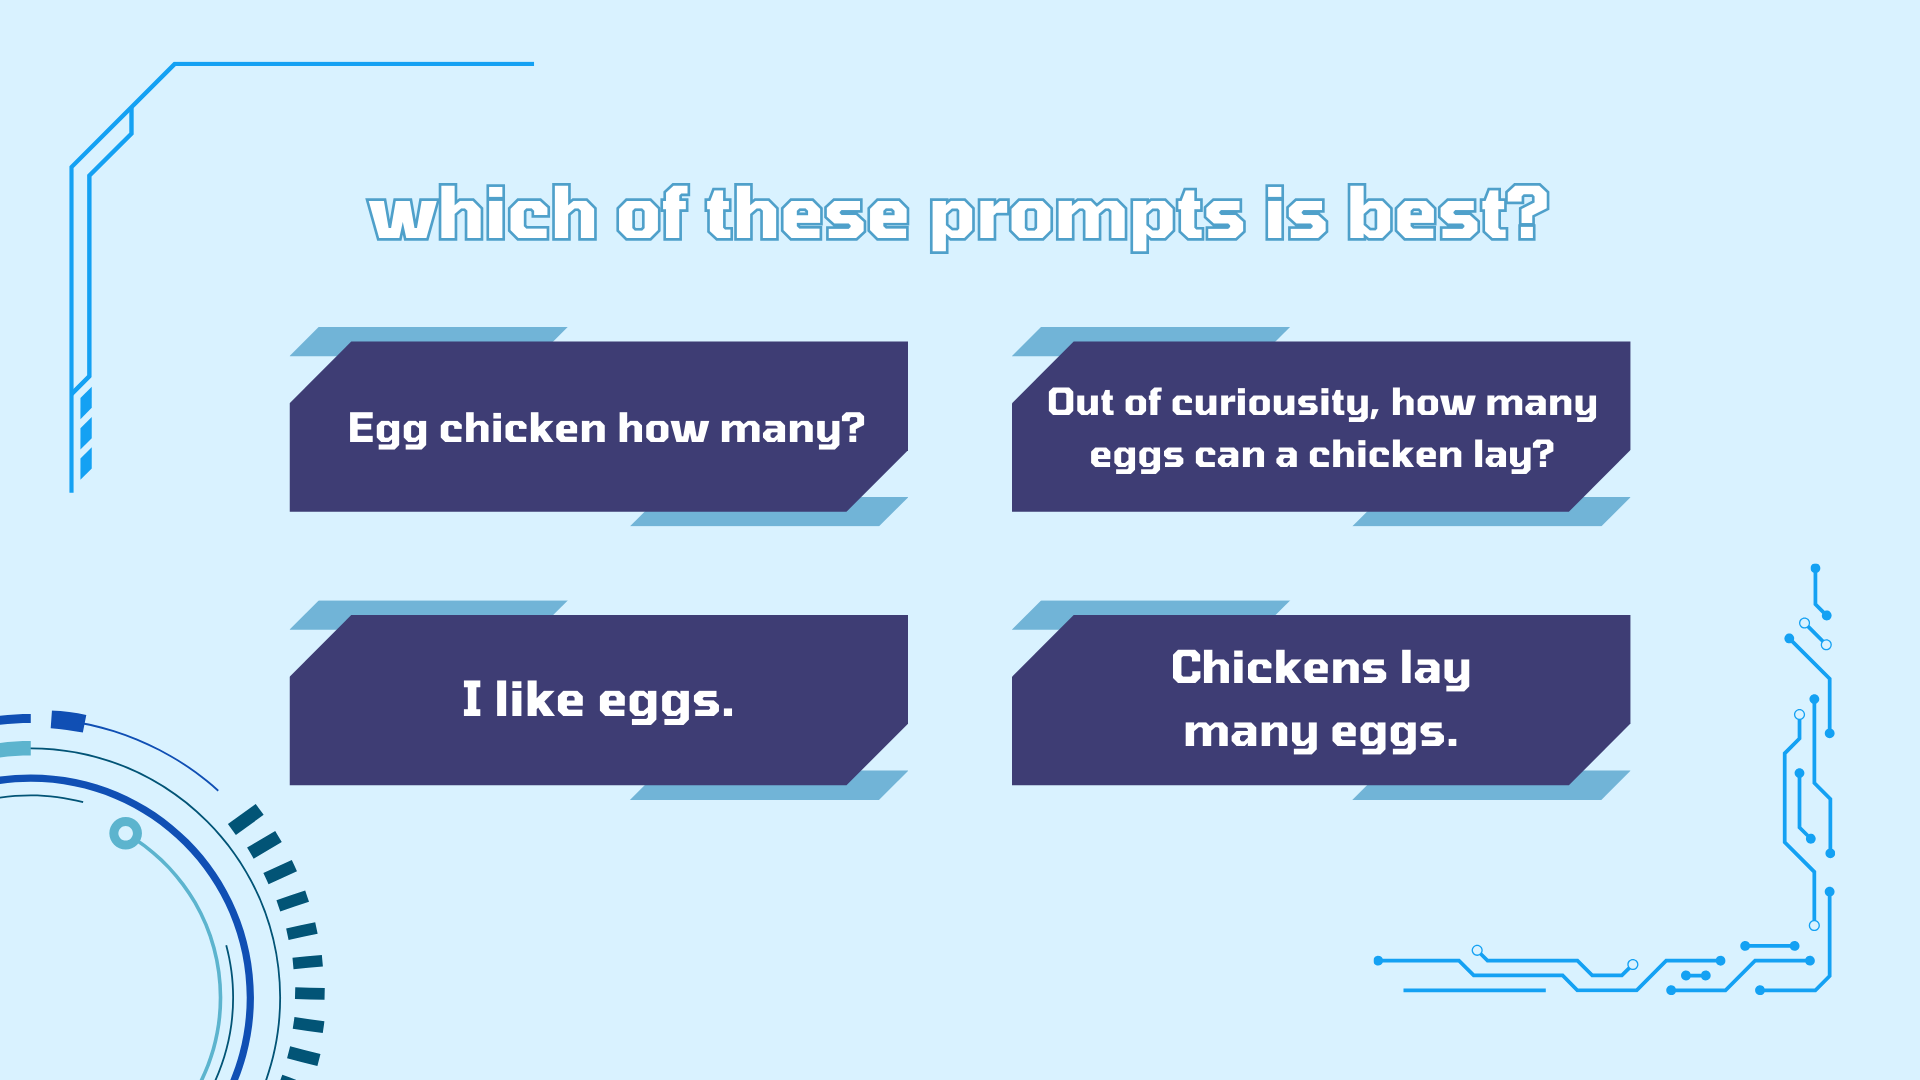 which of these prompts is best?
Egg chicken how many?
Out of curiousity, how many
eggs can a chicken lay?
I like eggs.
Chickens lay
many eggs.